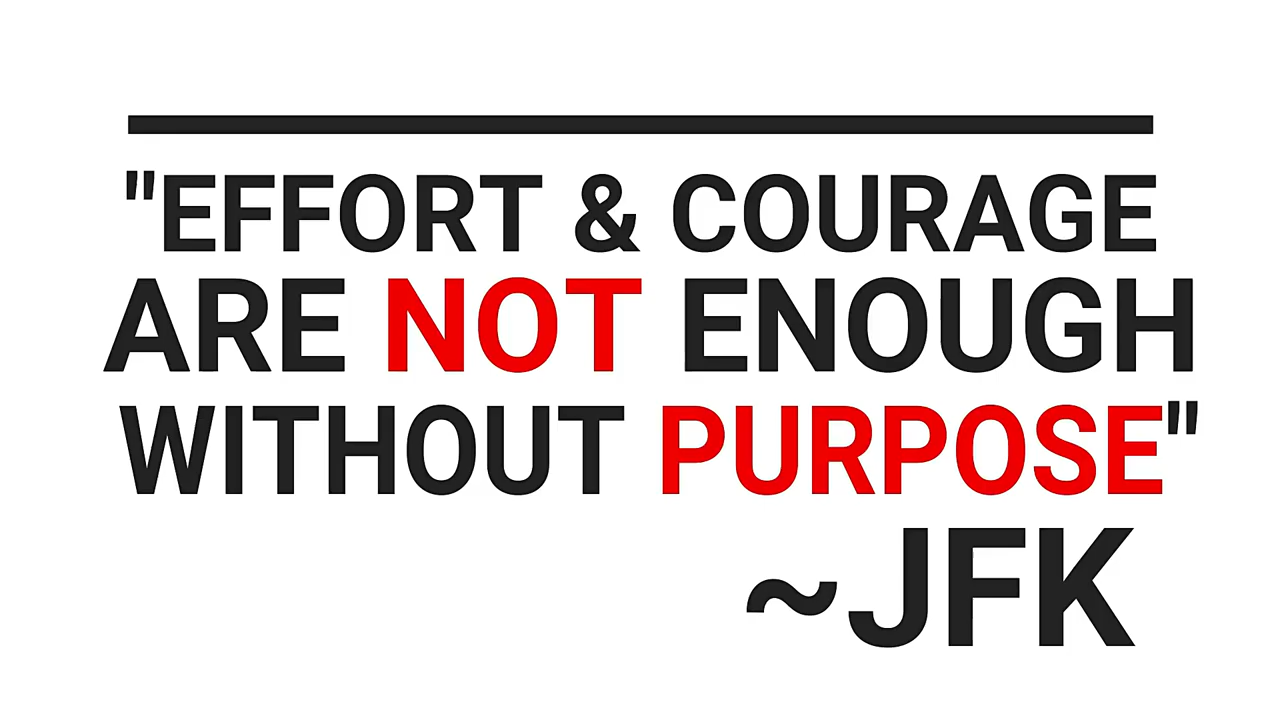 "EFFORT & COURAGE
ARE NOT ENOUGH
WITHOUT PURPOSE"
~JFK